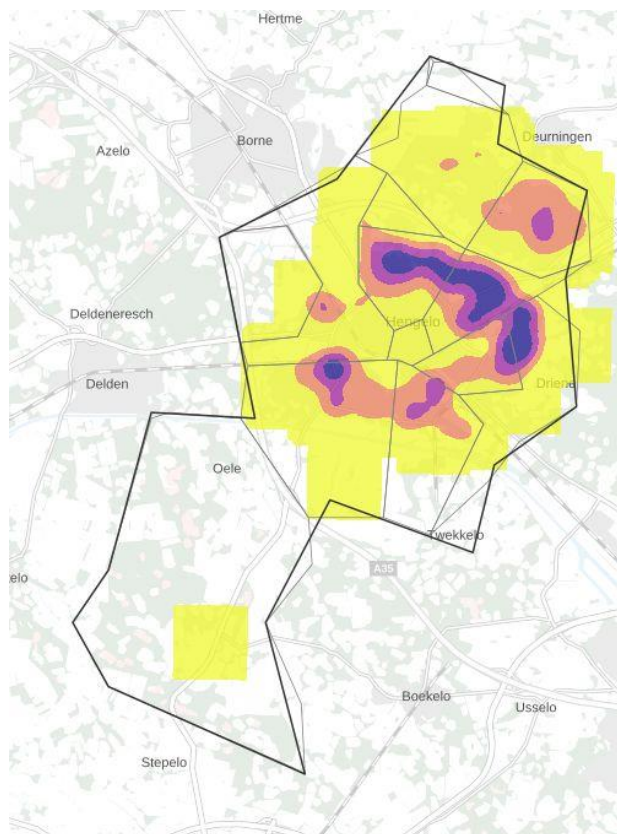 Hertme
Deurningen
Borne
Azelo
Deldeneresch
Hengelo
Delden
Driene
Oele
Twekkelo
elo
A35
Boekelo
Usselo
Stepelo